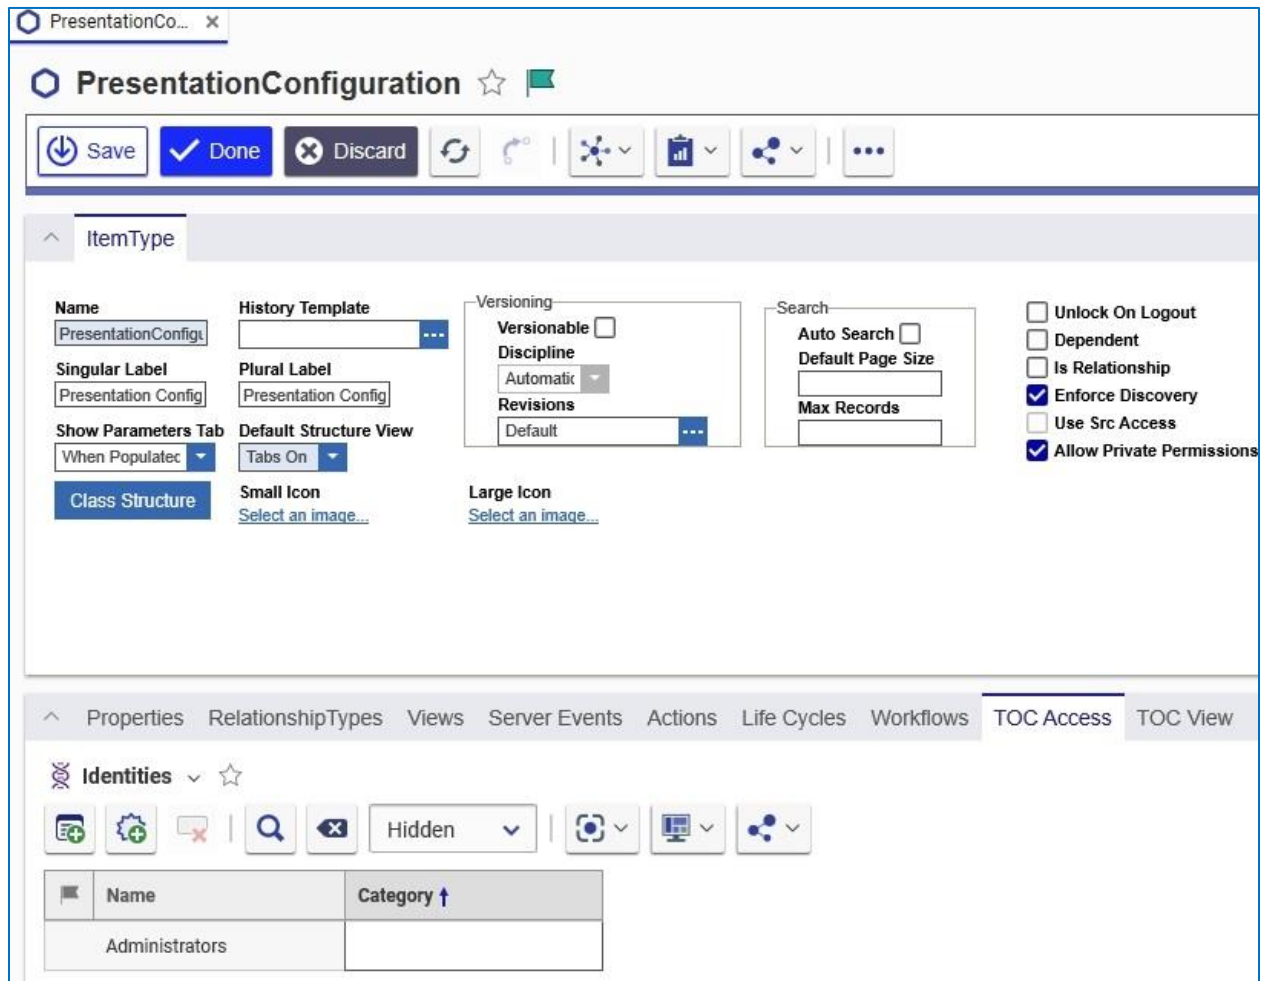 PresentationCo...
PresentationConfiguration
Save Done Discard
ItemType
Name History Template Versioning Search Unlock On Logout
PresentationConfigu Versionable Auto Search Dependent
Singular Label Plural Label Discipline Default Page Size Is Relationship
Presentation Config Presentation Config Automatic Enforce Discovery
Show Parameters Tab Default Structure View Revisions Max Records Use Src Access
When Populated Tabs On Default Allow Private Permissions
Class Structure Small Icon Large Icon
Select an image... Select an image...
Properties RelationshipTypes Views Server Events Actions Life Cycles Workflows TOC Access TOC View
Identities
Hidden
Name Category
Administrators